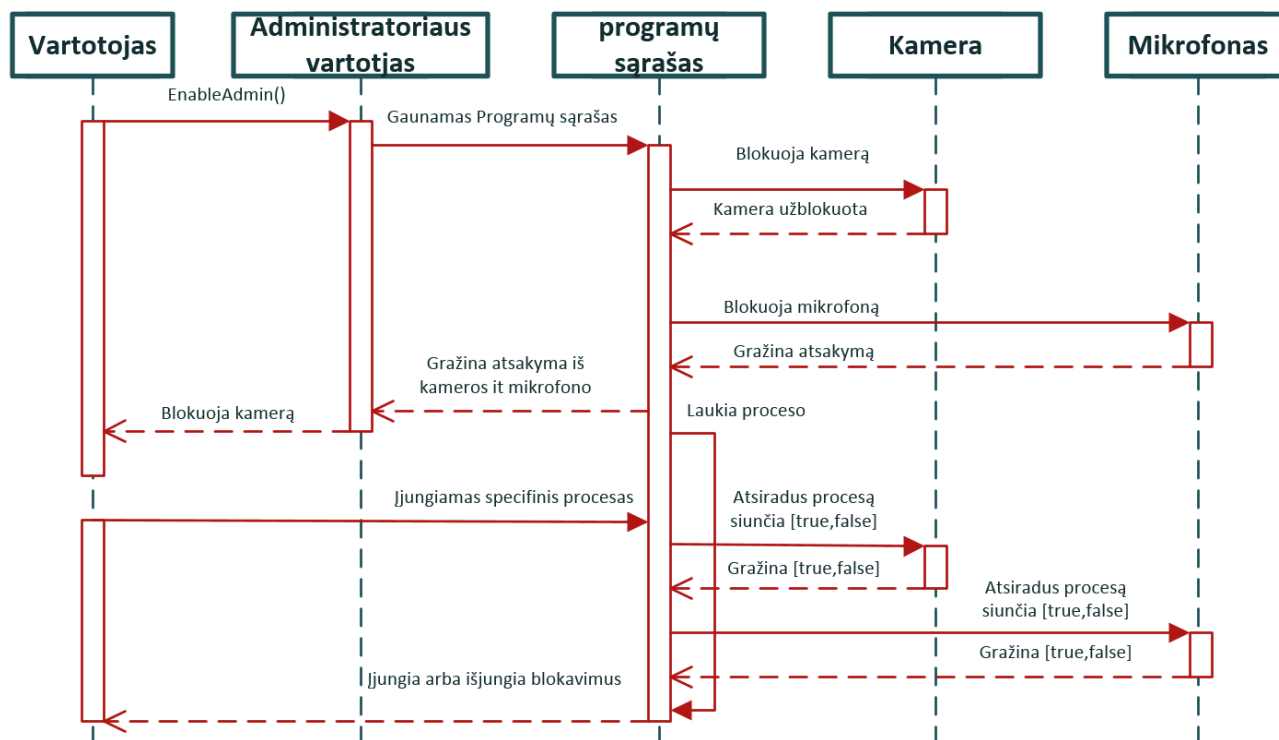 Vartotojas
Administratoriaus
vartotjas
programų
sąrašas
Kamera
Mikrofonas
EnableAdmin()
Gaunamas Programų sąrašas
Blokuoja kamerą
Kamera užblokuota
Blokuoja mikrofoną
Gražina atsakymą
Gražina atsakyma iš
kameros it mikrofono
Blokuoja kamerą
Laukia proceso
Įjungiamas specifinis procesas
Atsiradus procesą
siunčia [true,false]
Gražina [true,false]
Atsiradus procesą
siunčia [true,false]
Gražina [true,false]
Įjungia arba išjungia blokavimus